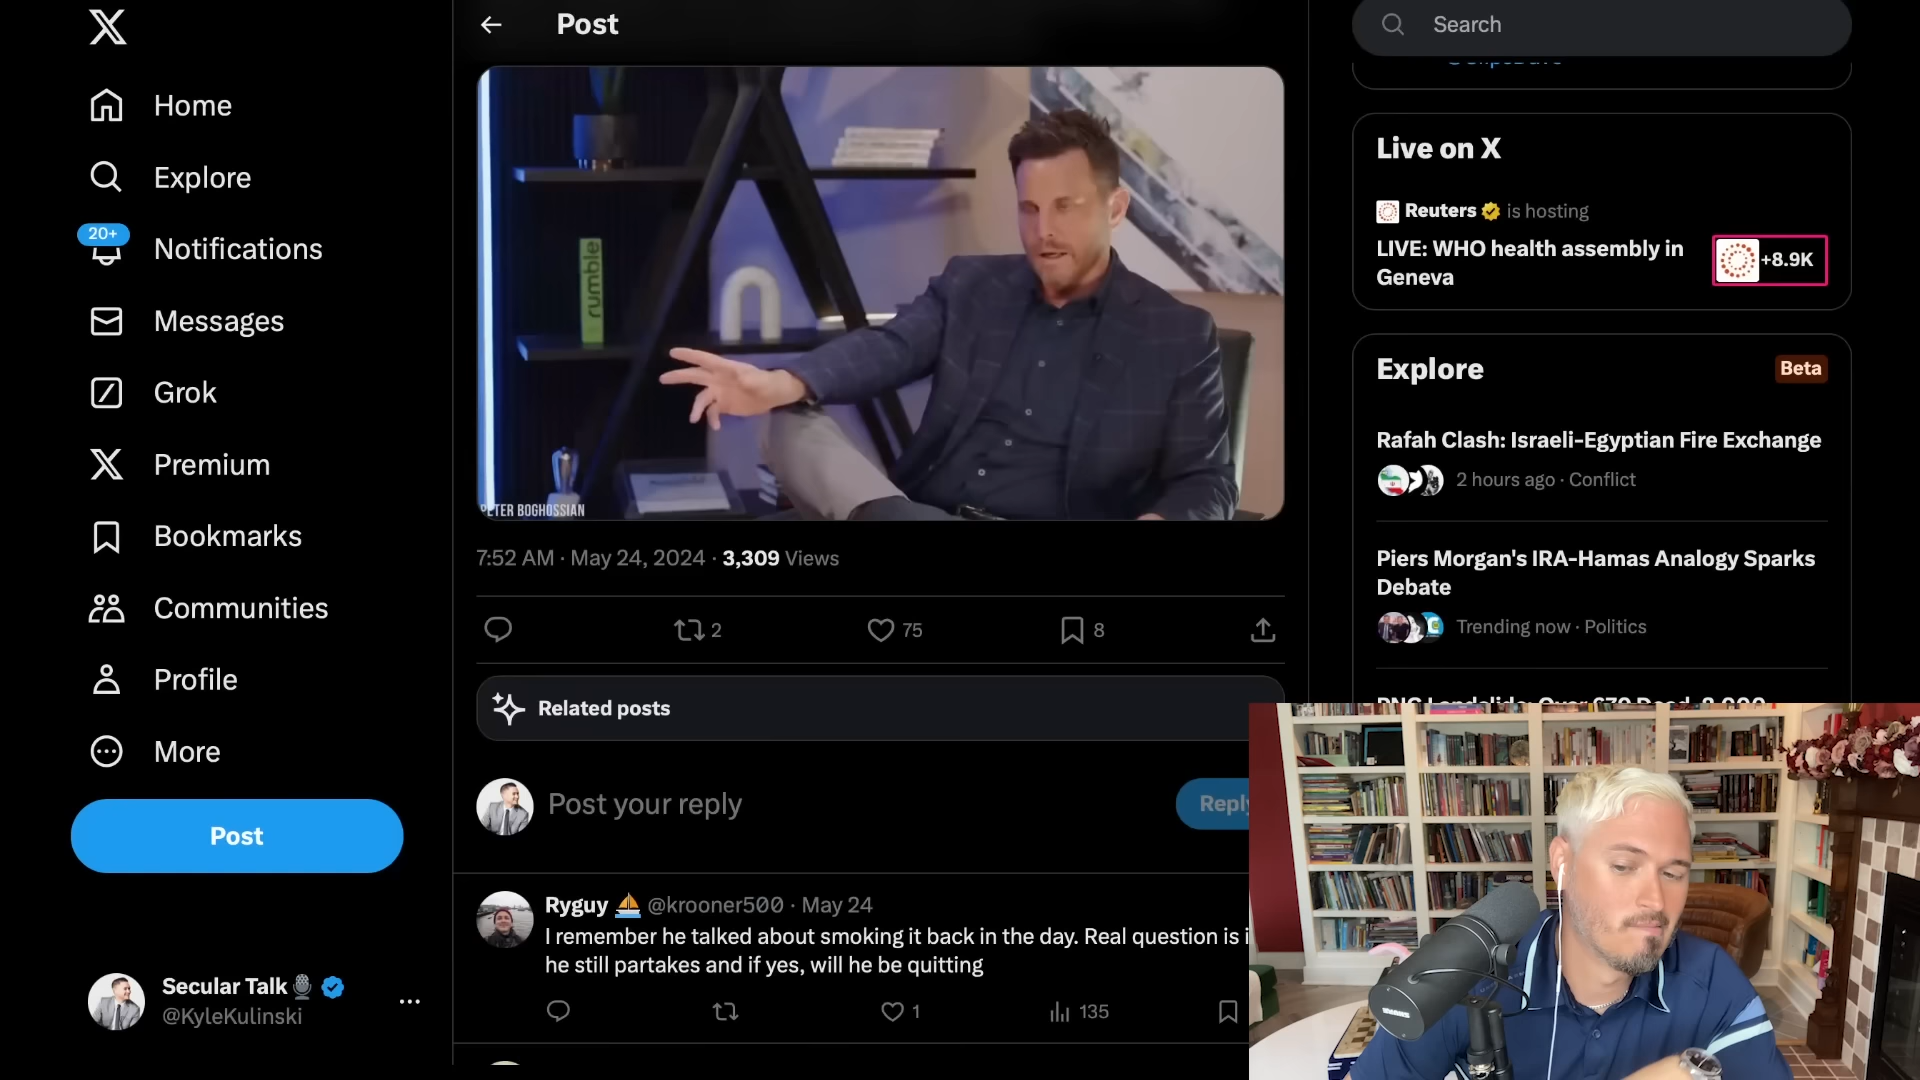 Home
Explore
20+
Notifications
Messages
Grok
Premium
Bookmarks
Communities
Profile
More
Post
Secular Talk
@KyleKulinski
Post
rumble
PETER BOGHOSSIAN
7:52 AM · May 24, 2024 · 3,309 Views
2
75
8
Related posts
Post your reply
Reply
Ryguy @krooner500 · May 24
I remember he talked about smoking it back in the day. Real question is i
he still partakes and if yes, will he be quitting
1
135
Search
Live on X
Reuters is hosting
LIVE: WHO health assembly in
Geneva
+8.9K
Explore
Beta
Rafah Clash: Israeli-Egyptian Fire Exchange
2 hours ago · Conflict
Piers Morgan's IRA-Hamas Analogy Sparks
Debate
Trending now · Politics